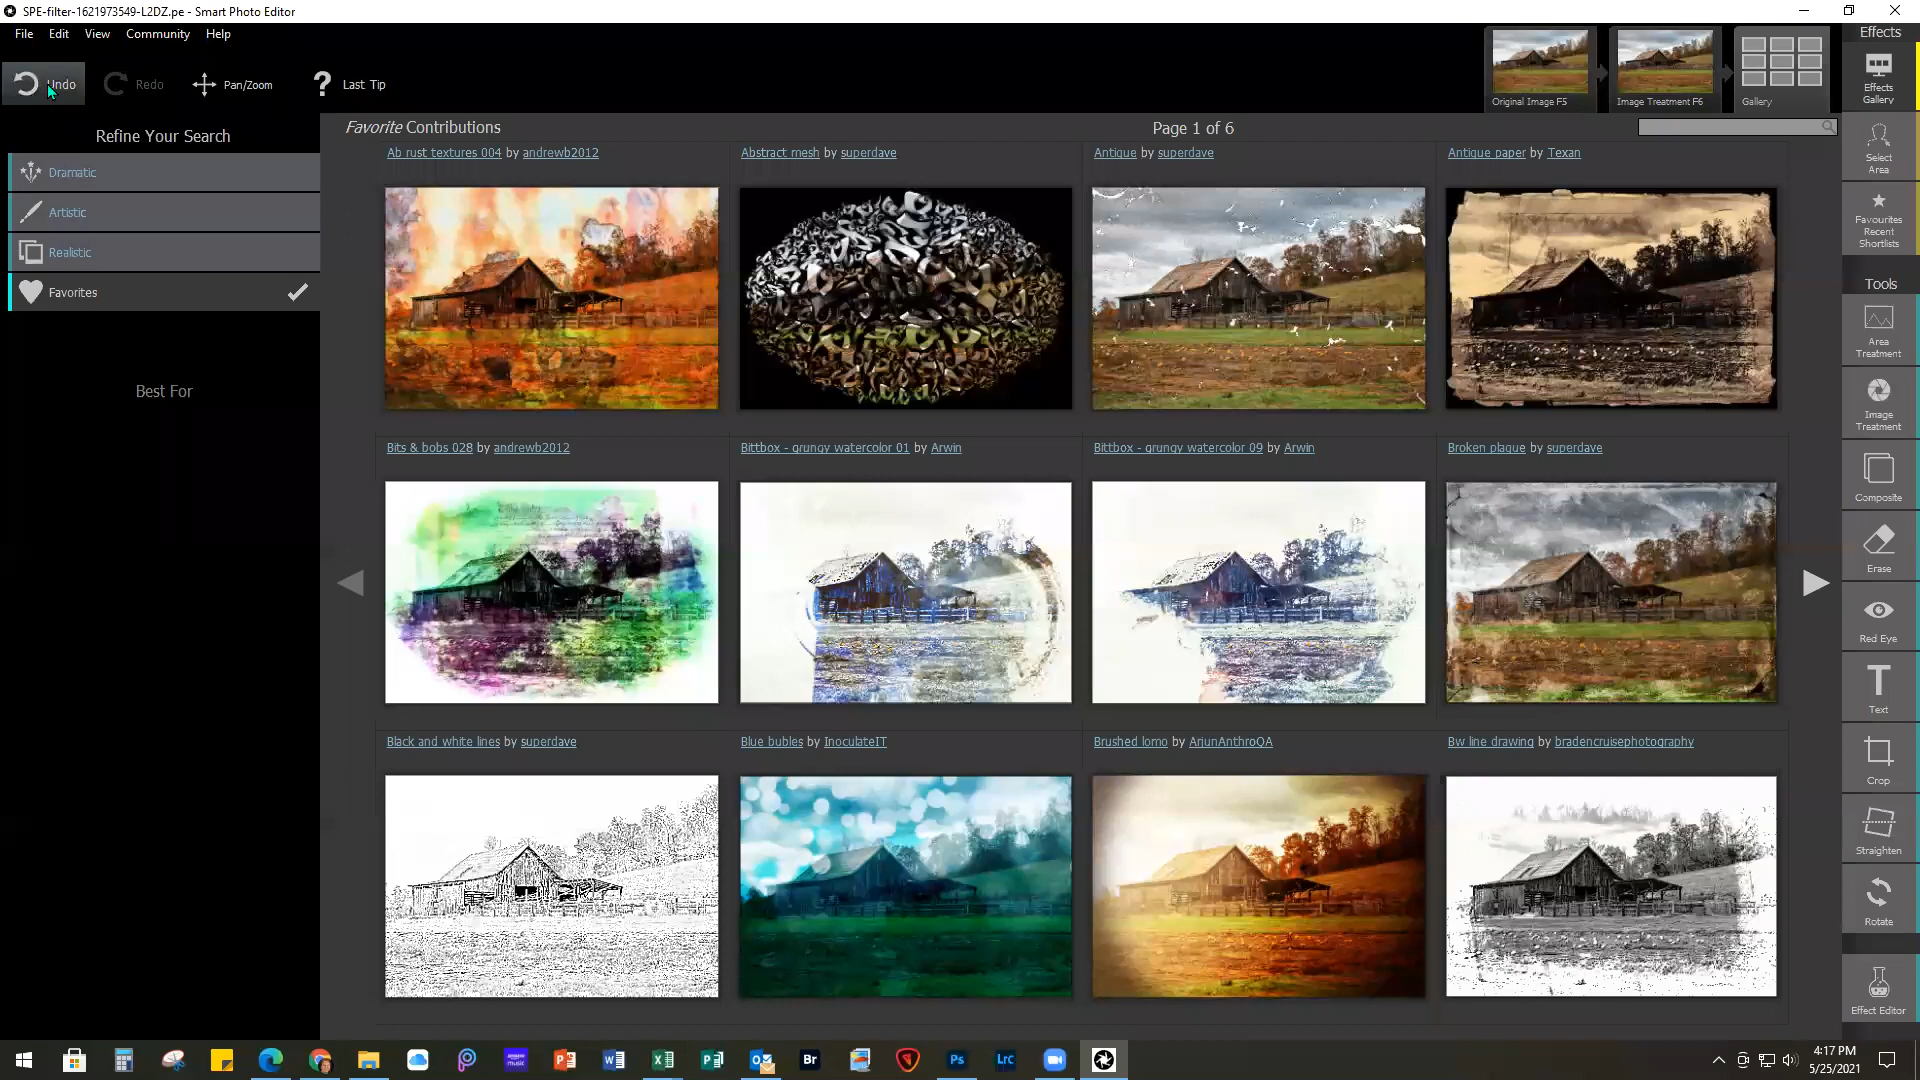 SPE-filter-1621973549-L2DZ.pe - Smart Photo Editor
File Edit View Community Help
Undo Redo Pan/Zoom ? Last Tip
Original Image F5 Image Treatment F6 Gallery
Effects
Effects Gallery
Select Area
Favourites Recent Shortlists
Tools
Area Treatment
Image Treatment
Composite
Erase
Red Eye
T
Text
Crop
Straighten
Rotate
Effect Editor
Refine Your Search
Dramatic
Artistic
Realistic
Favorites
Best For
Favorite Contributions
Page 1 of 6
Ab rust textures 004 by andrewb2012
Abstract mesh by superdave
Antique by superdave
Antique paper by Texan
Bits & bobs 028 by andrewb2012
Bittbox - grungy watercolor 01 by Arwin
Bittbox - grungy watercolor 09 by Arwin
Broken plaque by superdave
Black and white lines by superdave
Blue bubles by InoculateIT
Brushed lomo by ArjunAnthroQA
Bw line drawing by bradencruisephotography
Br Ps Lrc
4:17 PM
5/25/2021